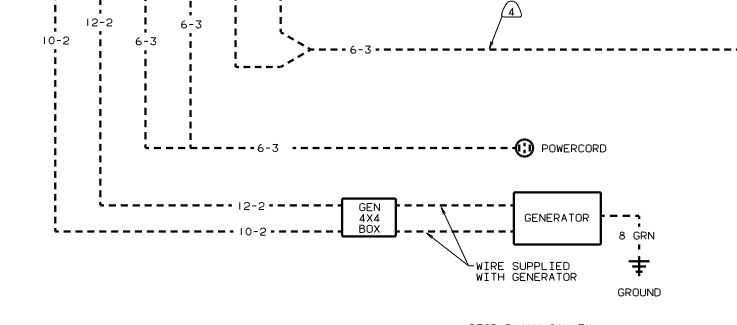 4
12-2
6-3
10-2
6-3
6-3
6-3
POWERCORD
12-2
GEN
4X4
BOX
GENERATOR
10-2
8 GRN
WIRE SUPPLIED
WITH GENERATOR
GROUND